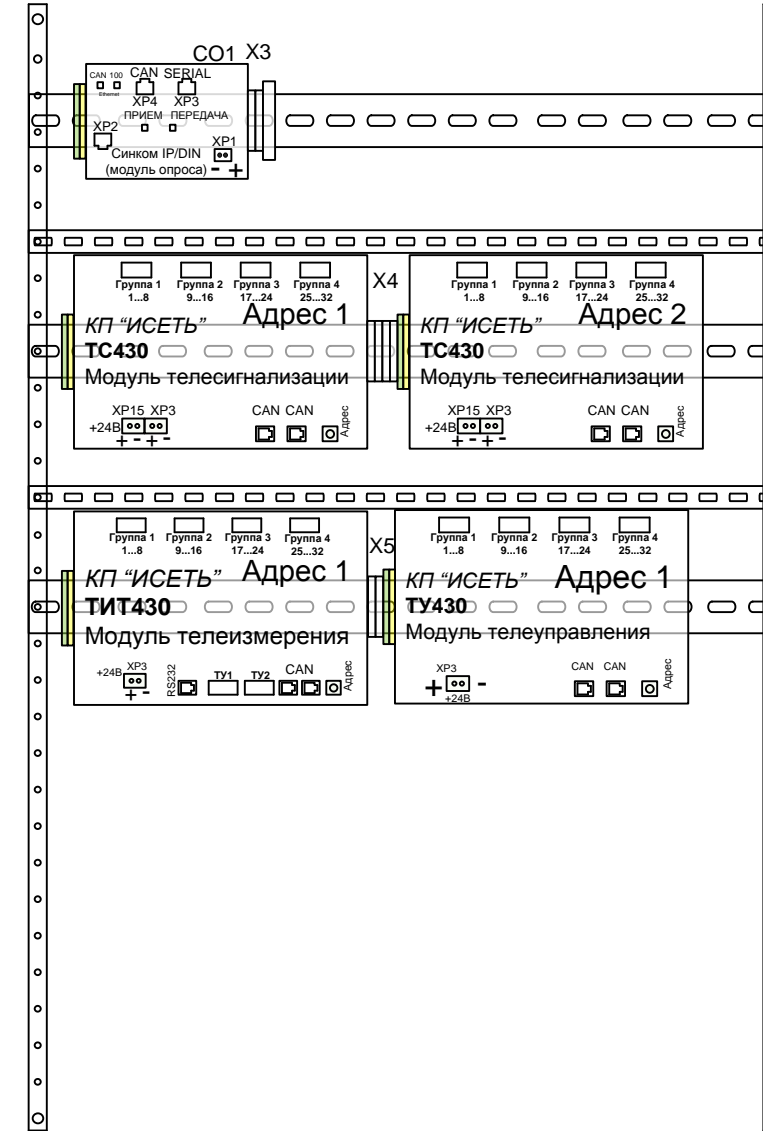 CO1 X3
CAN 100 CAN SERIAL
Ethernet
XP4 XP3
ПРИЕМ ПЕРЕДАЧА
XP2 XP1
Синком IP/DIN
(модуль опроса) - +
Группа 1 Группа 2 Группа 3 Группа 4
1...8 9...16 17...24 25...32
Адрес 1
КП “ИСЕТЬ”
ТС430
Модуль телесигнализации
XP15 XP3 CAN CAN Адрес
+24В
+ - + -
X4
Группа 1 Группа 2 Группа 3 Группа 4
1...8 9...16 17...24 25...32
Адрес 2
КП “ИСЕТЬ”
ТС430
Модуль телесигнализации
XP15 XP3 CAN CAN Адрес
+24В
+ - + -
Группа 1 Группа 2 Группа 3 Группа 4
1...8 9...16 17...24 25...32
Адрес 1
КП “ИСЕТЬ”
ТИТ430
Модуль телеизмерения
+24В XP3 RS232 ТУ1 ТУ2 CAN Адрес
+ -
X5
Группа 1 Группа 2 Группа 3 Группа 4
1...8 9...16 17...24 25...32
Адрес 1
КП “ИСЕТЬ”
ТУ430
Модуль телеуправления
XP3 CAN CAN Адрес
+ -
+24В